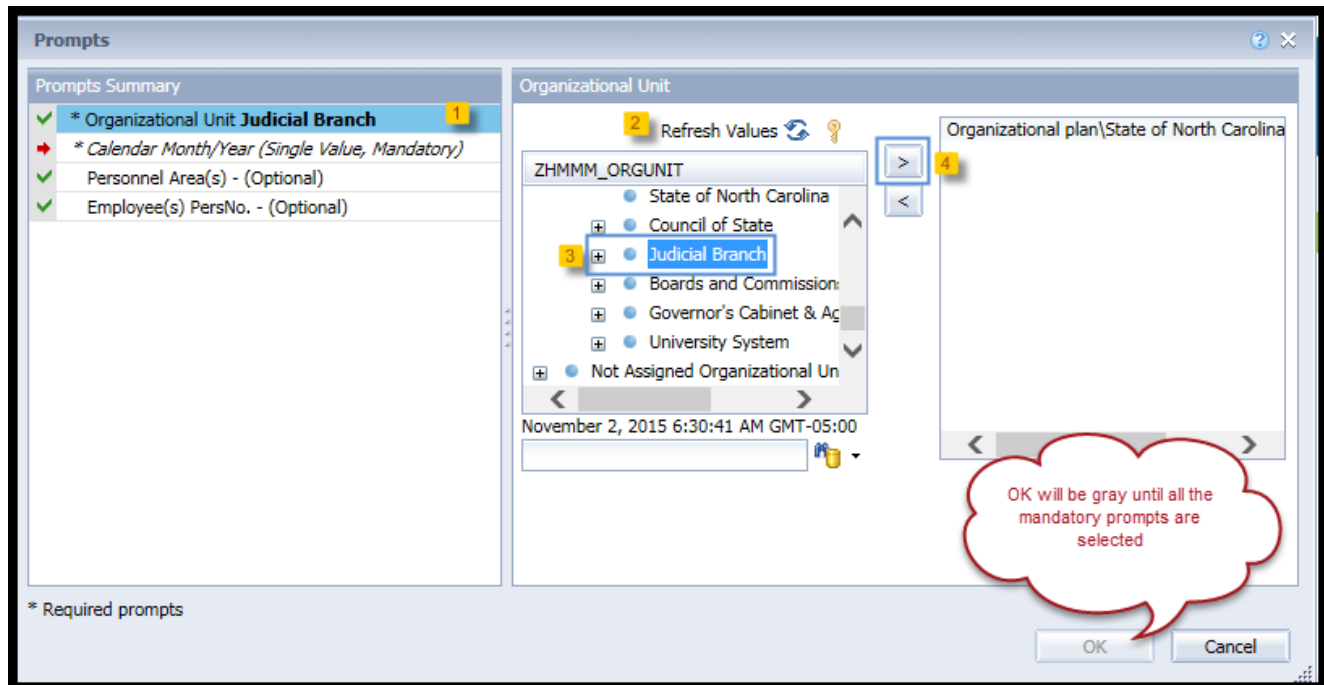 Prompts
Prompts Summary
* Organizational Unit Judicial Branch 1
* Calendar Month/Year (Single Value, Mandatory)
Personnel Area(s) - (Optional)
Employee(s) PersNo. - (Optional)
Organizational Unit
2 Refresh Values
ZHMMM_ORGUNIT
State of North Carolina
Council of State
3 Judicial Branch
Boards and Commission
Governor's Cabinet & Ag
University System
Not Assigned Organizational Un
November 2, 2015 6:30:41 AM GMT-05:00
> 4
<
Organizational plan\State of North Carolina
OK will be gray until all the
mandatory prompts are
selected
* Required prompts
OK Cancel